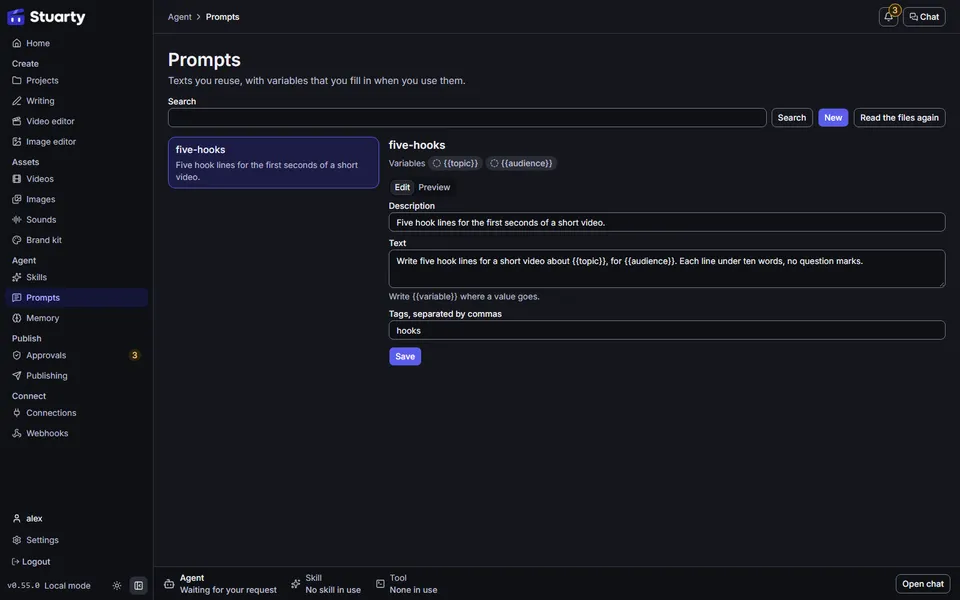 Stuarty
Agent > Prompts
3
Chat
Home
Create
Projects
Writing
Video editor
Image editor
Assets
Videos
Images
Sounds
Brand kit
Agent
Skills
Prompts
Memory
Publish
Approvals 3
Publishing
Connect
Connections
Webhooks
alex
Settings
Logout
v0.55.0 Local mode
Prompts
Texts you reuse, with variables that you fill in when you use them.
Search
Search
New
Read the files again
five-hooks
Five hook lines for the first seconds of a short
video.
five-hooks
Variables {{topic}} {{audience}}
Edit Preview
Description
Five hook lines for the first seconds of a short video.
Text
Write five hook lines for a short video about {{topic}}, for {{audience}}. Each line under ten words, no question marks.
Write {{variable}} where a value goes.
Tags, separated by commas
hooks
Save
Agent
Waiting for your request
Skill
No skill in use
Tool
None in use
Open chat